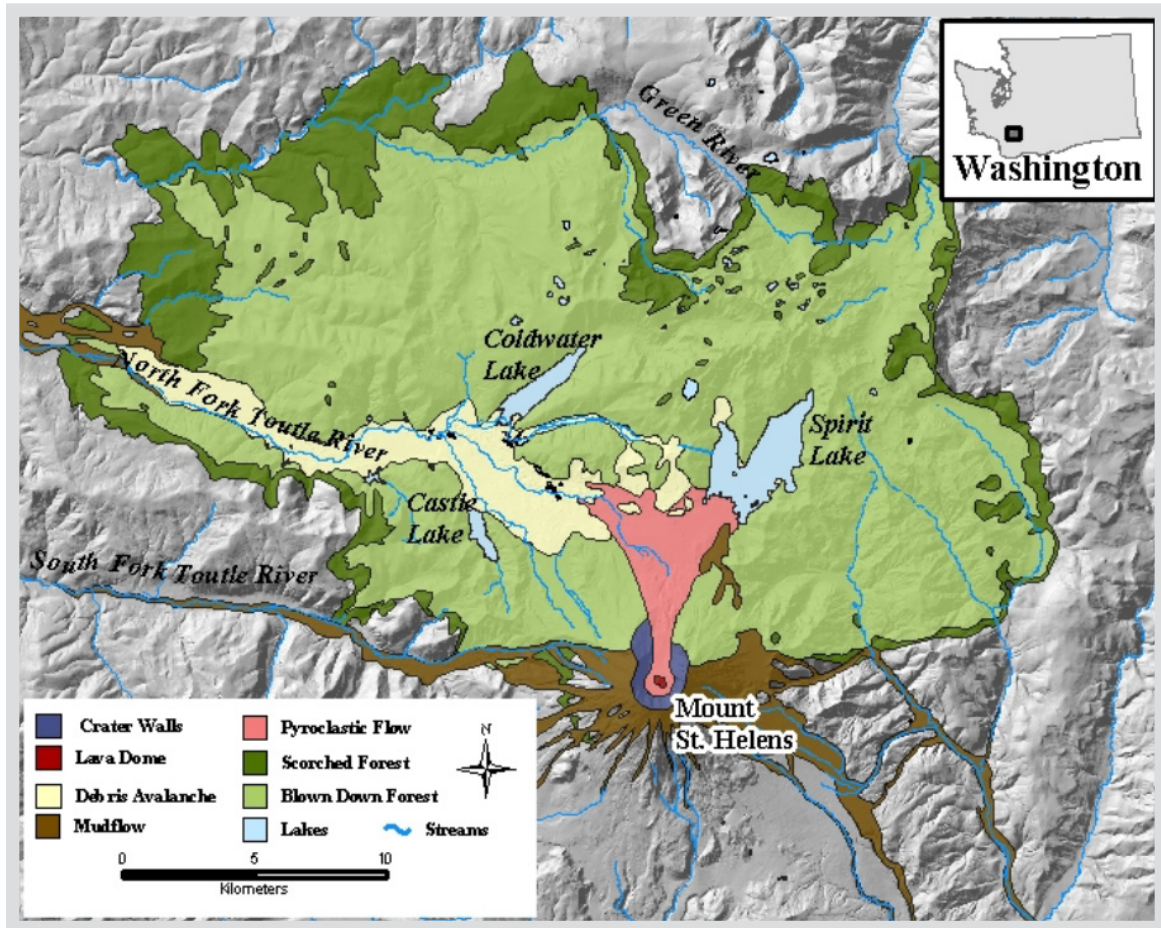 Washington
Green River
Coldwater
Lake
North Fork Toutle River
Spirit
Lake
Castle
Lake
South Fork Toutle River
Mount
St. Helens
Crater Walls
Pyroclastic Flow
N
Lava Dome
Scorched Forest
Debris Avalanche
Blown Down Forest
Mudflow
Lakes
Streams
0 5 10
Kilometers